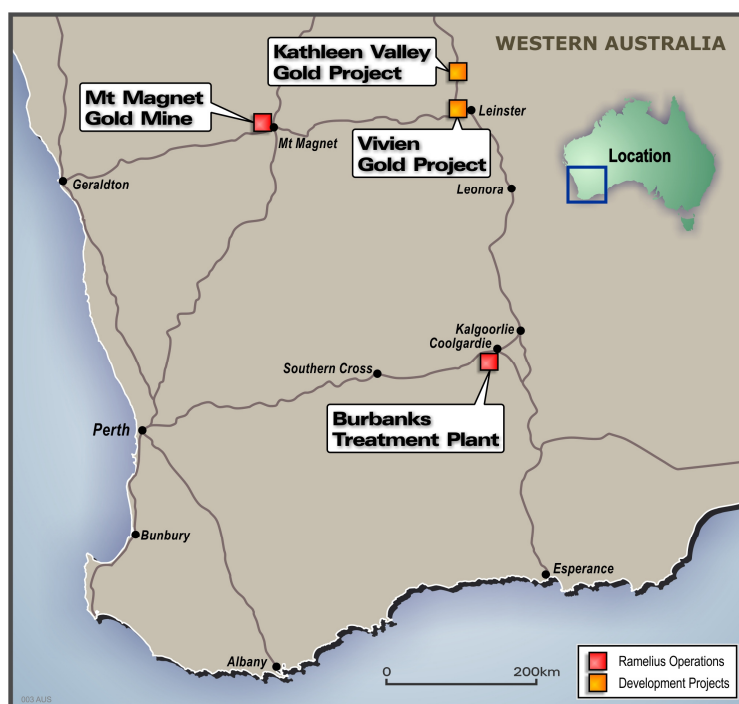 WESTERN AUSTRALIA
Kathleen Valley
Gold Project
Mt Magnet
Gold Mine
Leinster
Mt Magnet
Vivien
Gold Project
Location
Geraldton
Leonora
Kalgoorlie
Coolgardie
Southern Cross
Burbanks
Treatment Plant
Perth
Bunbury
Esperance
Albany
0
200km
Ramelius Operations
Development Projects
003 AUS